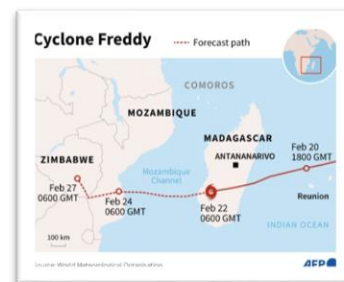 Cyclone Freddy
Forecast path
COMOROS
MOZAMBIQUE
MADAGASCAR
ANTANANARIVO
Feb 20
1800 GMT
ZIMBABWE
Feb 27
0600 GMT
Mozambique
Channel
Feb 24
0600 GMT
Feb 22
0600 GMT
Reunion
INDIAN OCEAN
100 km
AFP